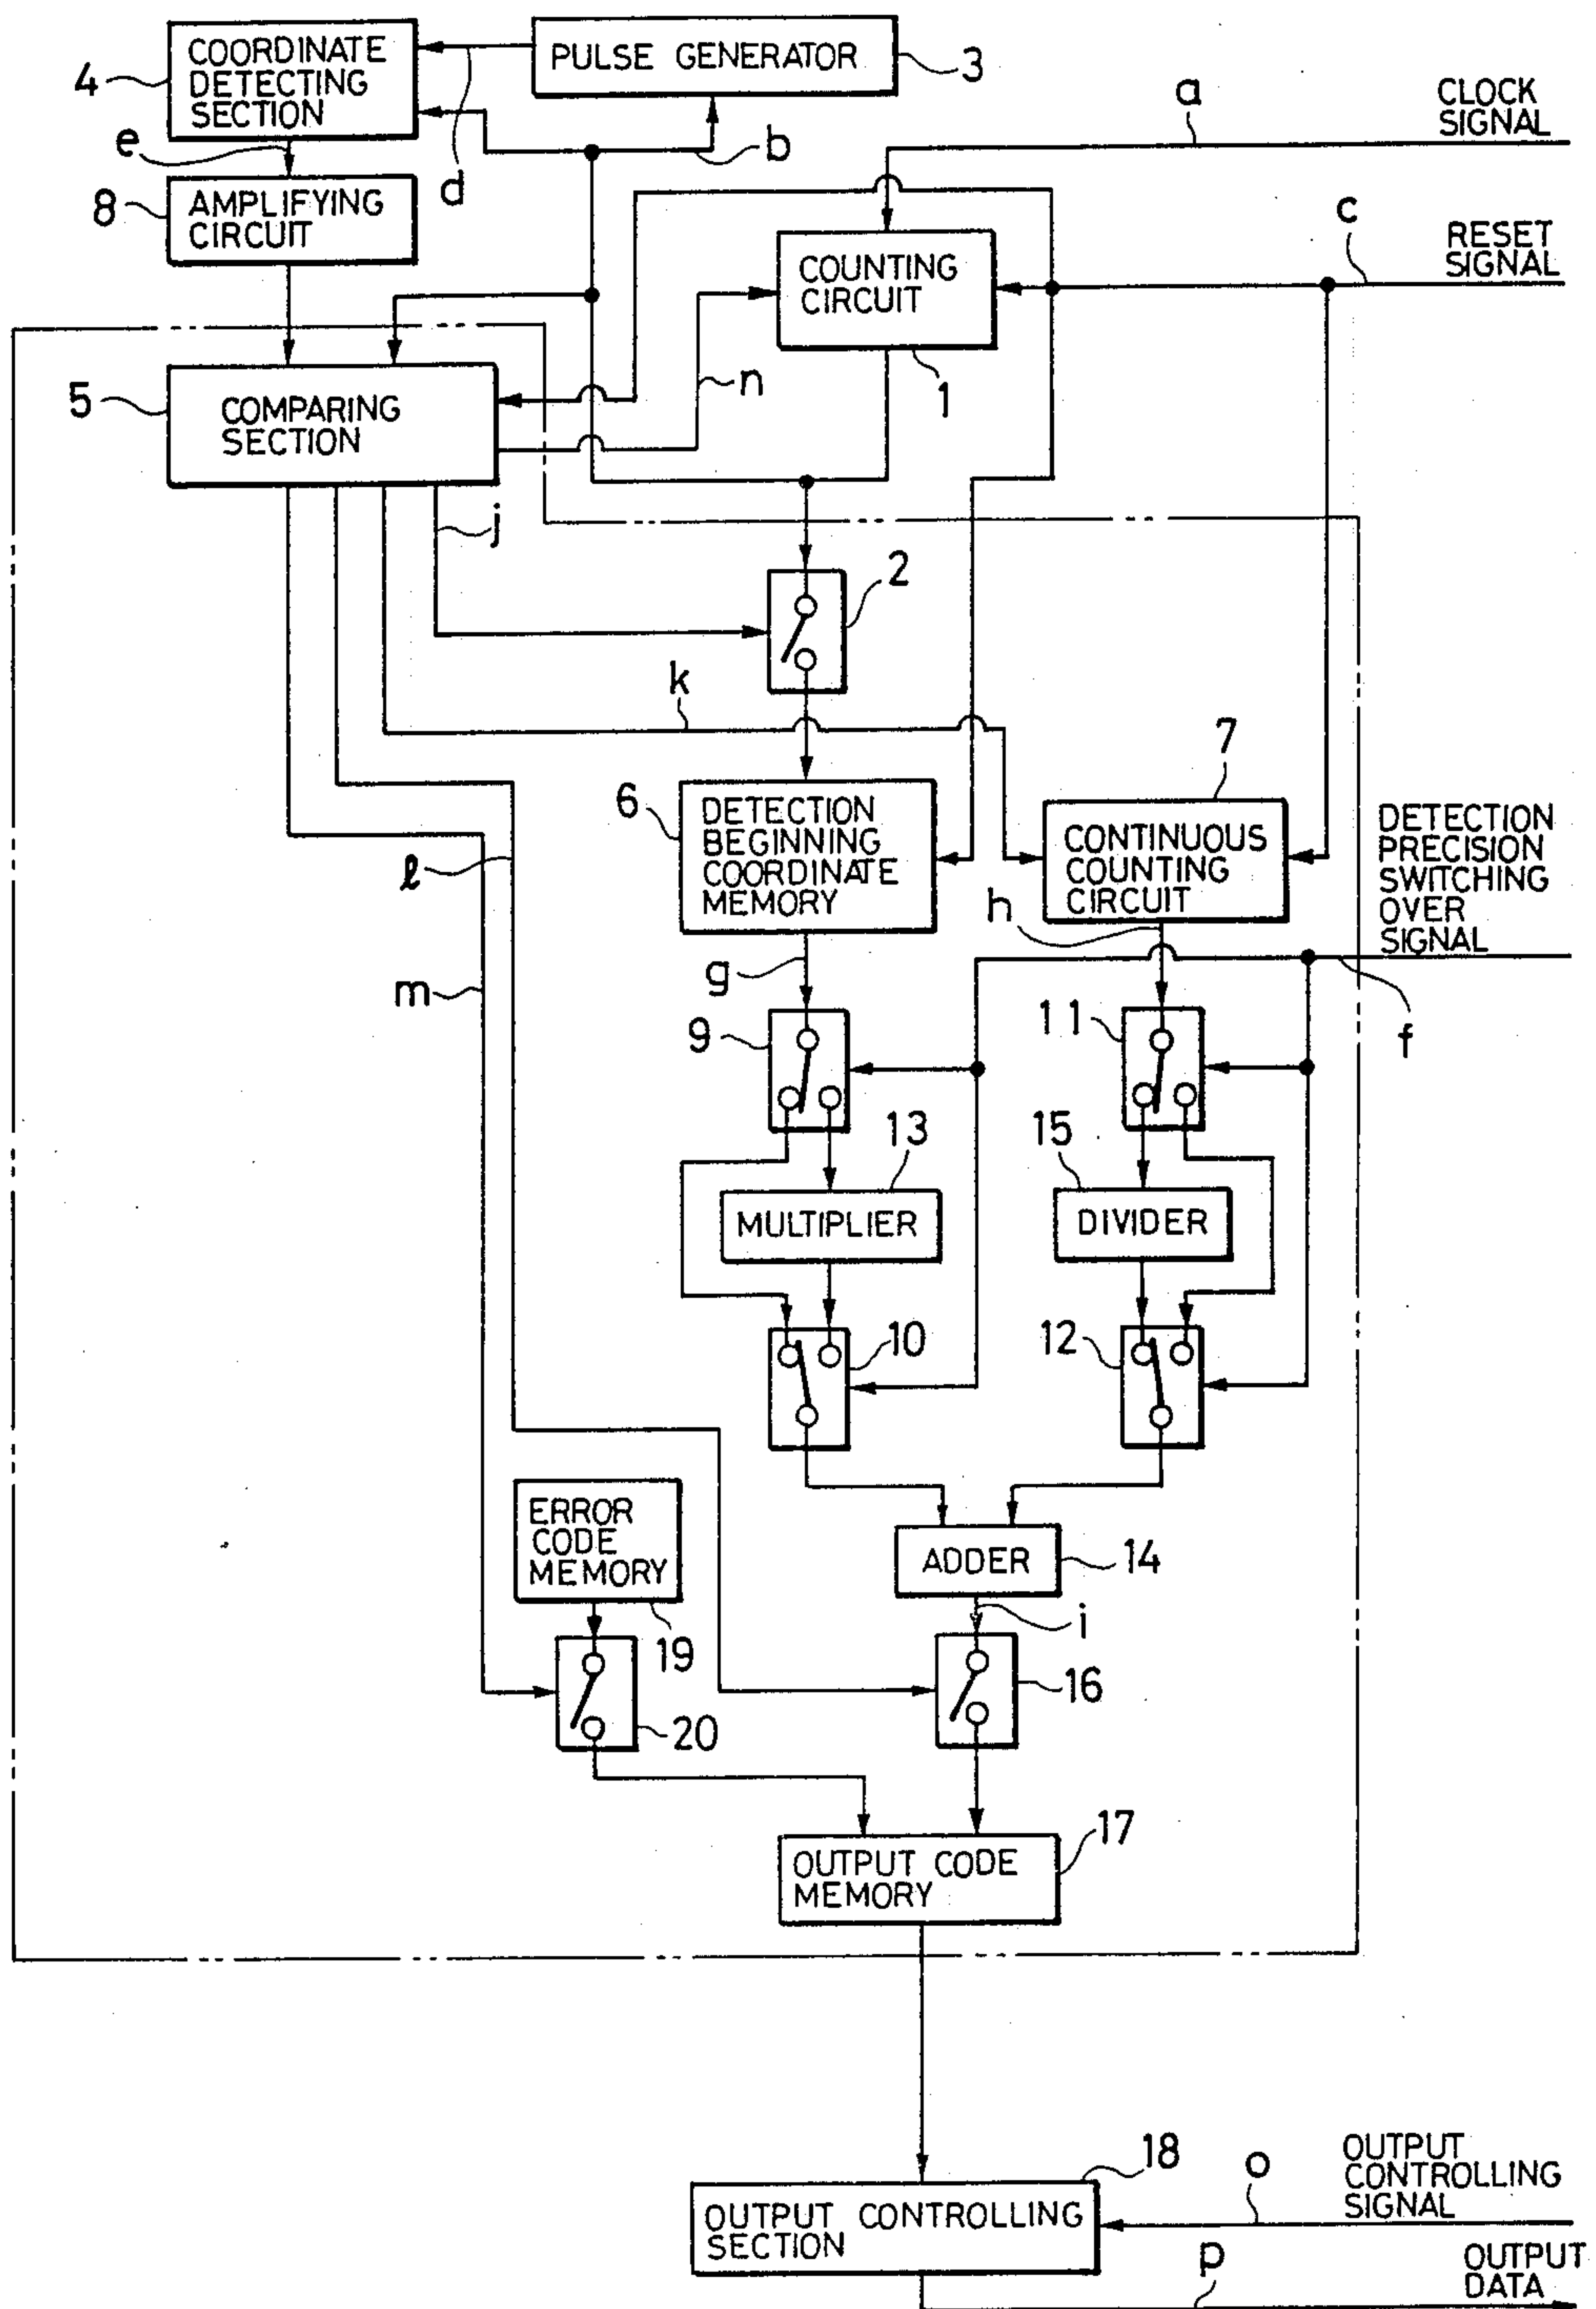 COORDINATE
DETECTING
SECTION
4
PULSE GENERATOR
3
a
CLOCK
SIGNAL
e
d
b
8
AMPLIFYING
CIRCUIT
c
RESET
SIGNAL
COUNTING
CIRCUIT
1
n
5
COMPARING
SECTION
j
2
k
7
6
DETECTION
BEGINNING
COORDINATE
MEMORY
CONTINUOUS
COUNTING
CIRCUIT
DETECTION
PRECISION
SWITCHING
OVER
SIGNAL
l
h
m
g
f
9
11
13
15
MULTIPLIER
DIVIDER
10
12
ERROR
CODE
MEMORY
ADDER
14
i
19
16
20
17
OUTPUT CODE
MEMORY
18
OUTPUT CONTROLLING
SECTION
o
OUTPUT
CONTROLLING
SIGNAL
p
OUTPUT
DATA